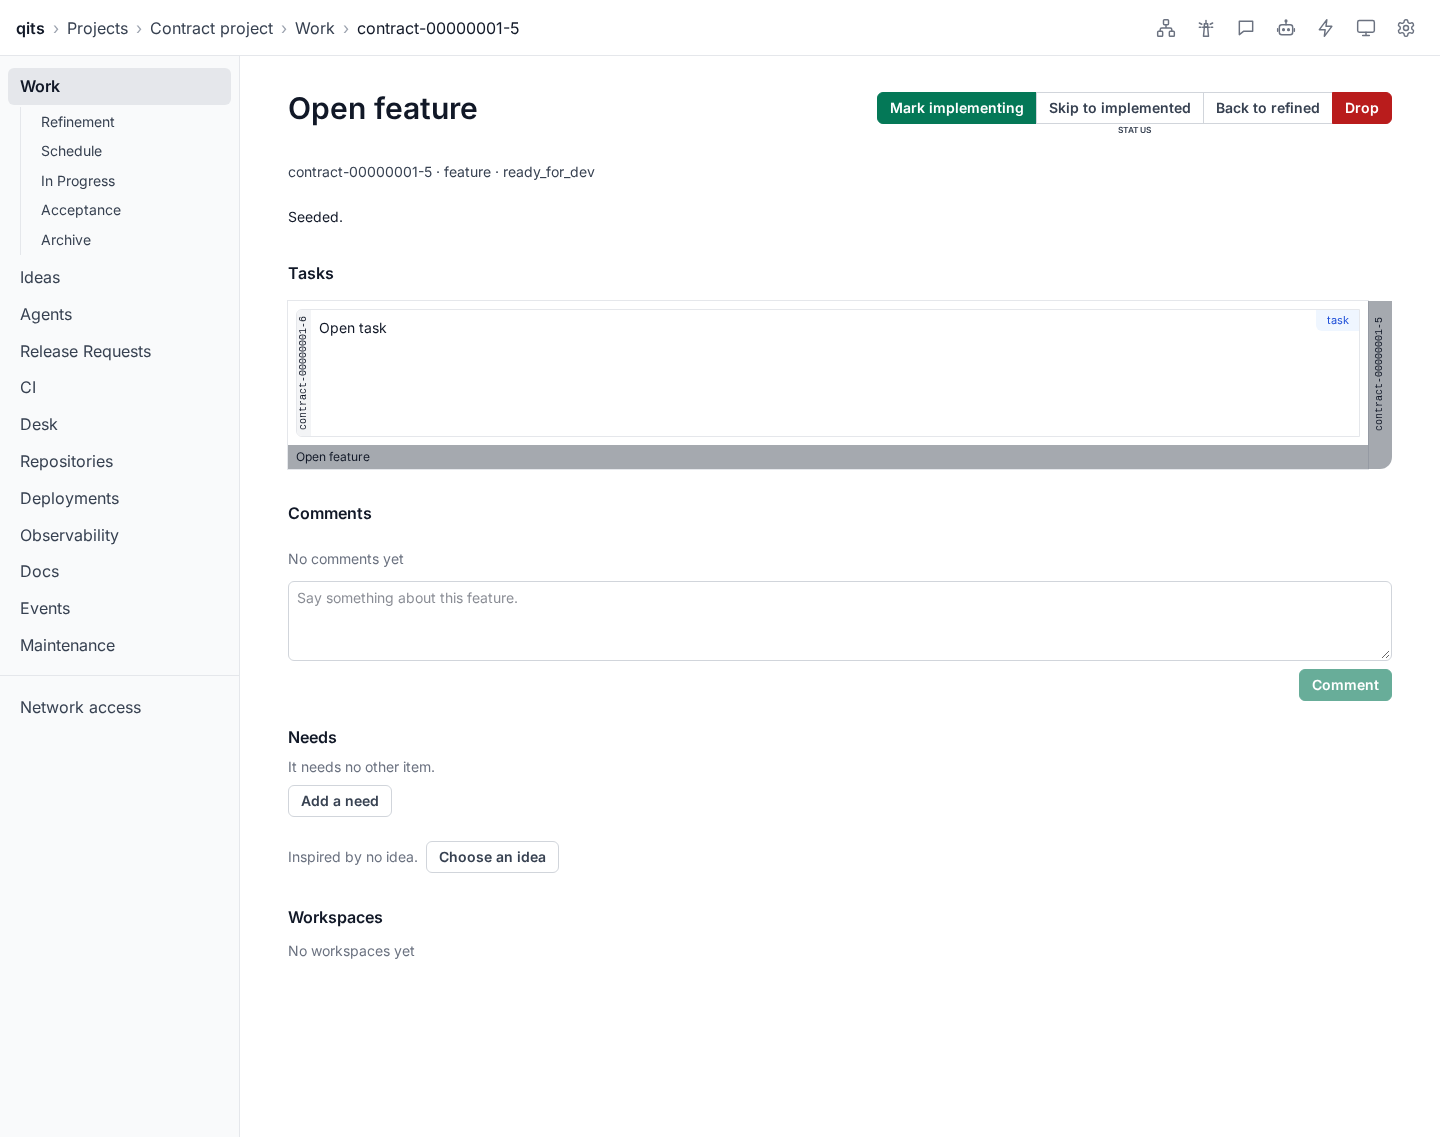 qits › Projects › Contract project › Work › contract-00000001-5
Work
Refinement
Schedule
In Progress
Acceptance
Archive
Ideas
Agents
Release Requests
CI
Desk
Repositories
Deployments
Observability
Docs
Events
Maintenance
Network access
Open feature
Mark implementing
Skip to implemented
Back to refined
Drop
STATUS
contract-00000001-5 · feature · ready_for_dev
Seeded.
Tasks
contract-00000001-6
Open task
task
contract-00000001-5
Open feature
Comments
No comments yet
Say something about this feature.
Comment
Needs
It needs no other item.
Add a need
Inspired by no idea.
Choose an idea
Workspaces
No workspaces yet